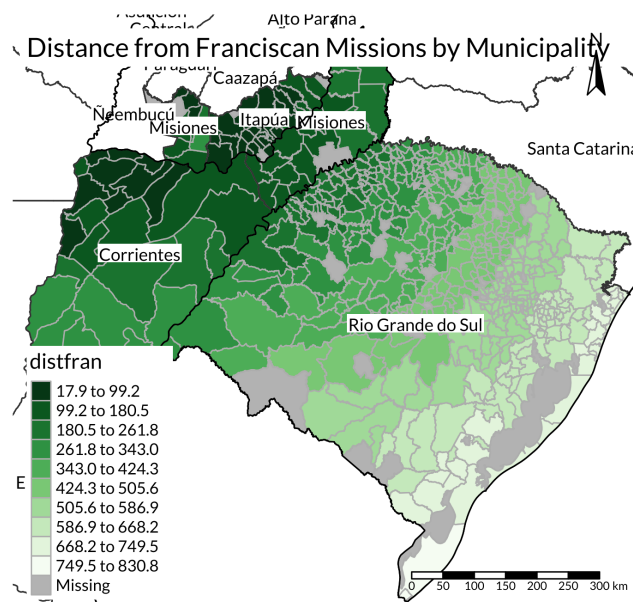 Asunción
Central
Alto Paraná
Distance from Franciscan Missions by Municipality
N
Paraguarí
Caazapá
Ñeembucú
Misiones
Itapúa
Misiones
Santa Catarina
Corrientes
Rio Grande do Sul
distfran
17.9 to 99.2
99.2 to 180.5
180.5 to 261.8
261.8 to 343.0
343.0 to 424.3
424.3 to 505.6
505.6 to 586.9
586.9 to 668.2
668.2 to 749.5
749.5 to 830.8
Missing
E
0 50 100 150 200 250 300 km